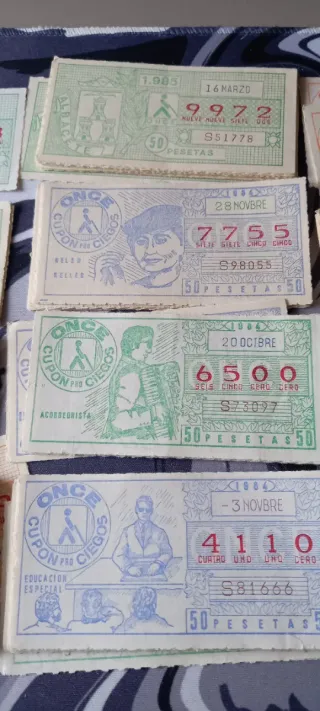 1.985
16 MARZO
9972
NUEVE NUEVE SIETE DOS
S51778
50
PESETAS
ONCE
CUPON PRO CIEGOS
1984
28 NOVBRE
7755
SIETE SIETE CINCO CINCO
S98055
50 PESETAS 50
ONCE
CUPON PRO CIEGOS
ACORDEONISTA
1984
20 OCTBRE
6500
SEIS CINCO CERO CERO
S73097
50 PESETAS 50
ONCE
CUPON PRO CIEGOS
EDUCACION
ESPECIAL
1984
-3 NOVBRE
4110
CUATRO UNO UNO CERO
S81666
50 PESETAS 50